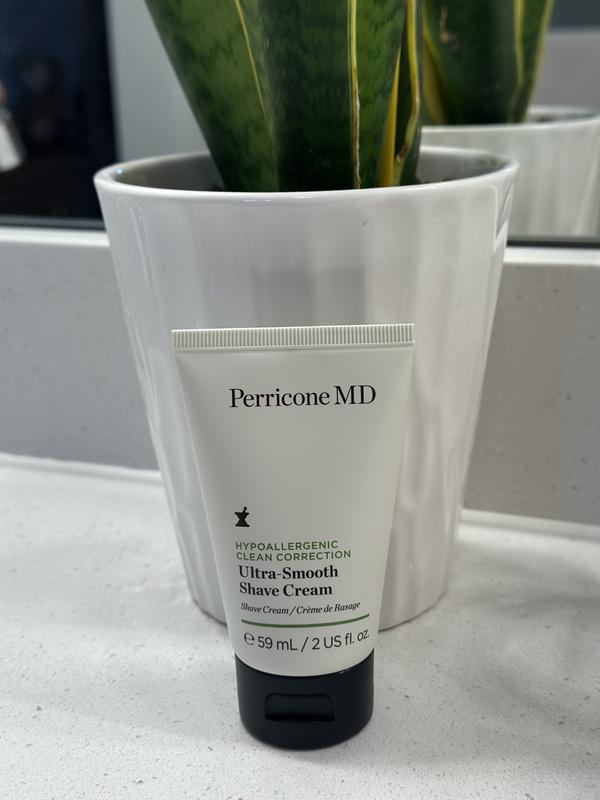 Perricone MD
HYPOALLERGENIC
CLEAN CORRECTION
Ultra-Smooth
Shave Cream
Shave Cream / Crème de Rasage
℮ 59 mL / 2 US fl. oz.